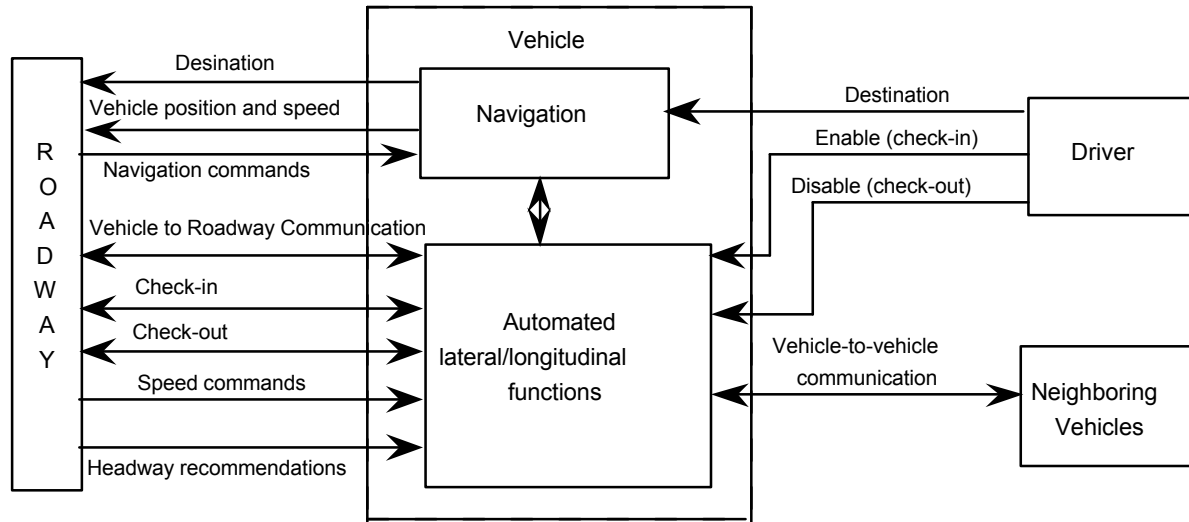 Vehicle
Desination
Vehicle position and speed
Navigation commands
Navigation
Destination
Enable (check-in)
Disable (check-out)
Driver
R
O
A
D
W
A
Y
Vehicle to Roadway Communication
Check-in
Check-out
Speed commands
Headway recommendations
Automated
lateral/longitudinal
functions
Vehicle-to-vehicle
communication
Neighboring
Vehicles